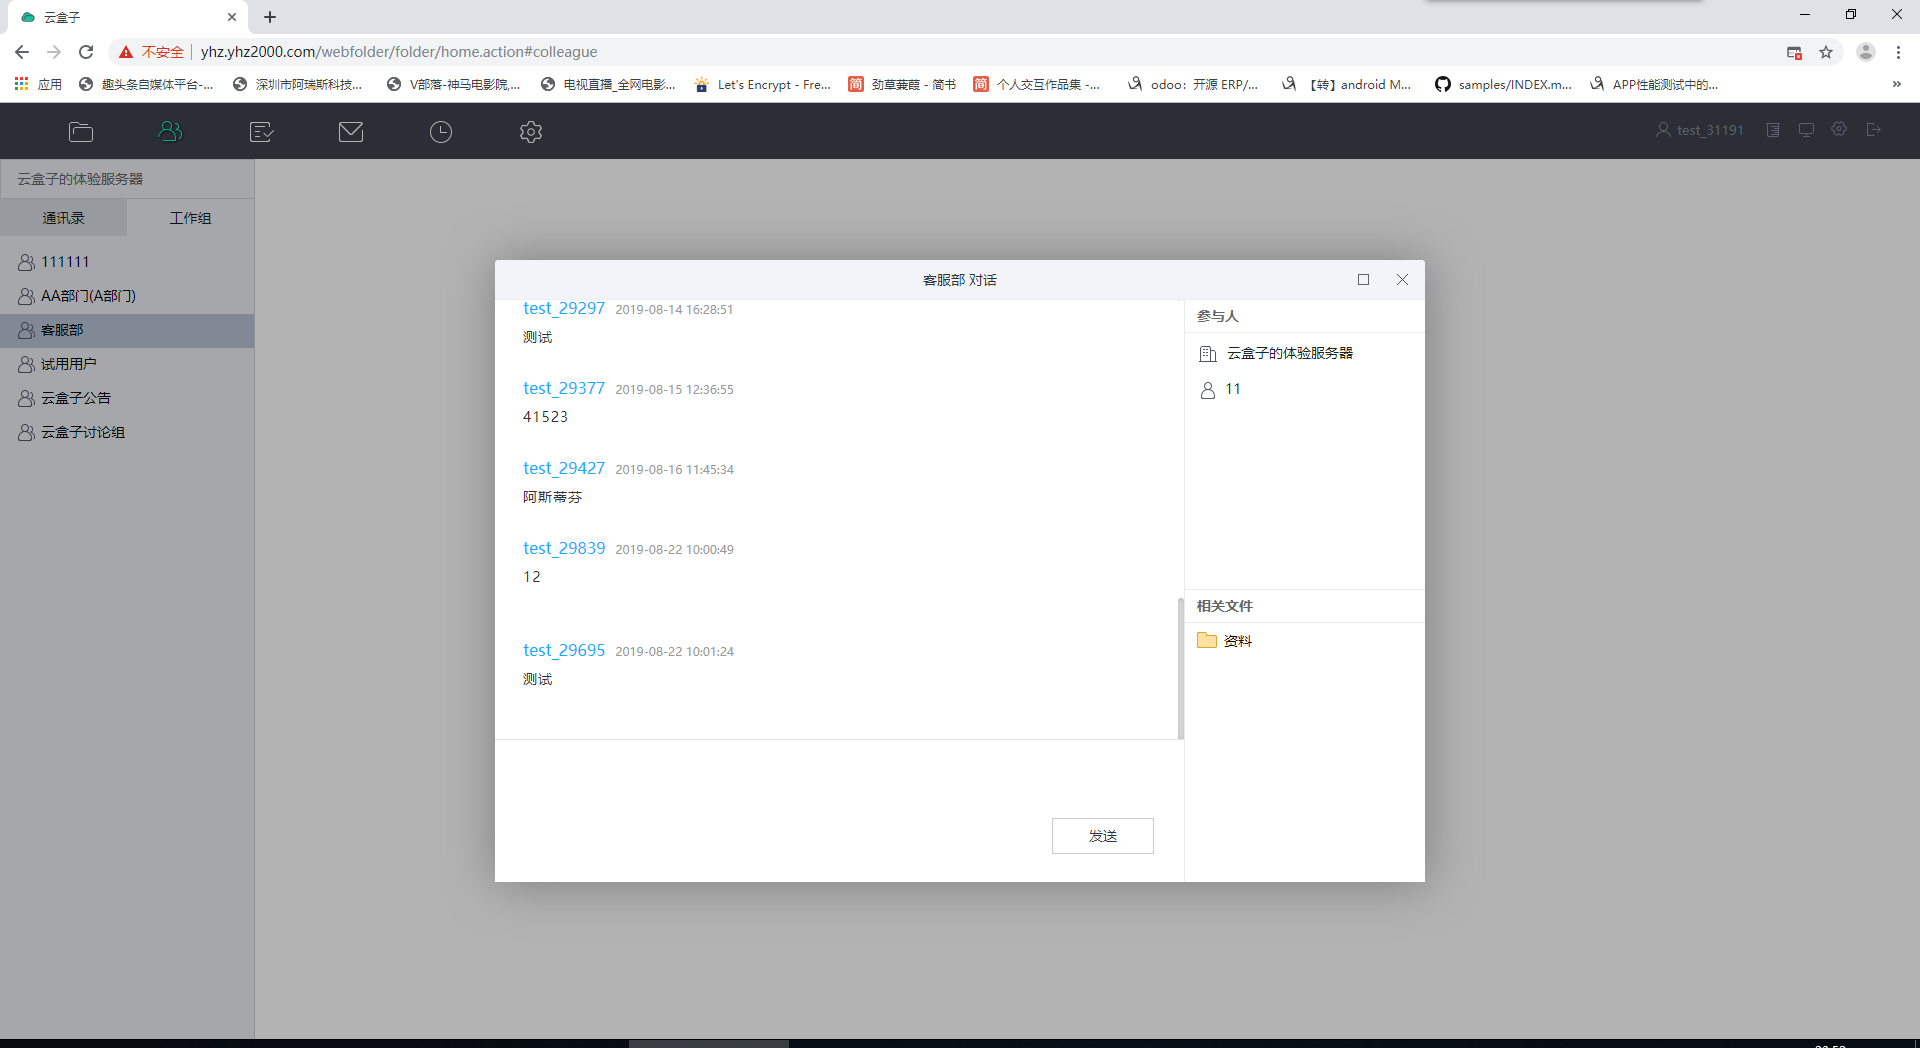 云盒子
不安全 yhz.yhz2000.com/webfolder/folder/home.action#colleague
应用 趣头条自媒体平台-... 深圳市阿瑞斯科技... V部落-神马电影院,... 电视直播_全网电影... Let's Encrypt - Fre... 简 劲草蒹葭 - 简书 简 个人交互作品集 -... odoo：开源 ERP/... 【转】android M... samples/INDEX.m... APP性能测试中的... »
test_31191
云盒子的体验服务器
通讯录 工作组
111111
AA部门(A部门)
客服部
试用用户
云盒子公告
云盒子讨论组
客服部 对话
test_29297 2019-08-14 16:28:51
测试
test_29377 2019-08-15 12:36:55
41523
test_29427 2019-08-16 11:45:34
阿斯蒂芬
test_29839 2019-08-22 10:00:49
12
test_29695 2019-08-22 10:01:24
测试
发送
参与人
云盒子的体验服务器
11
相关文件
资料